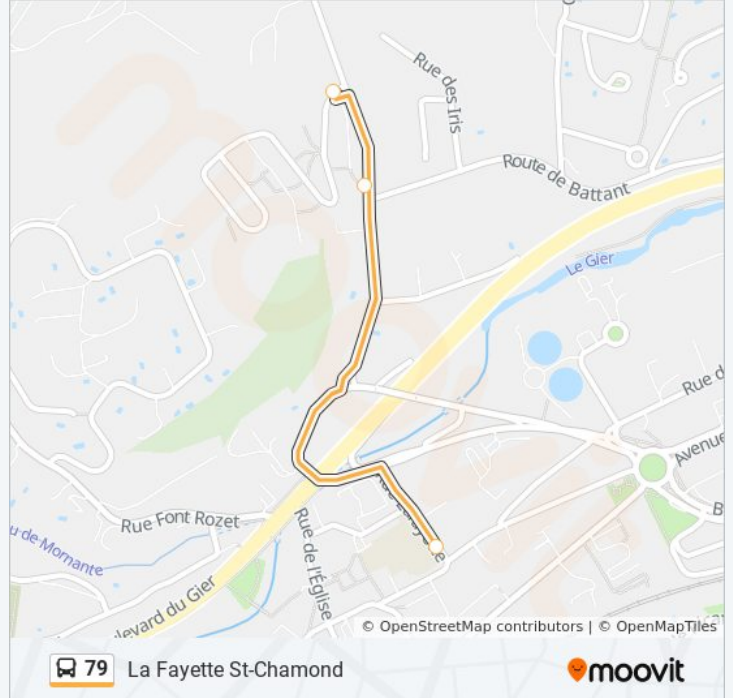 Rue des Iris
Route de Battant
Le Gier
Rue d
Avenue
B
Rue Font Rozet
u de Mornante
Rue de l'Église
levard du Gier
© OpenStreetMap contributors | © OpenMapTiles
79 La Fayette St-Chamond
moovit